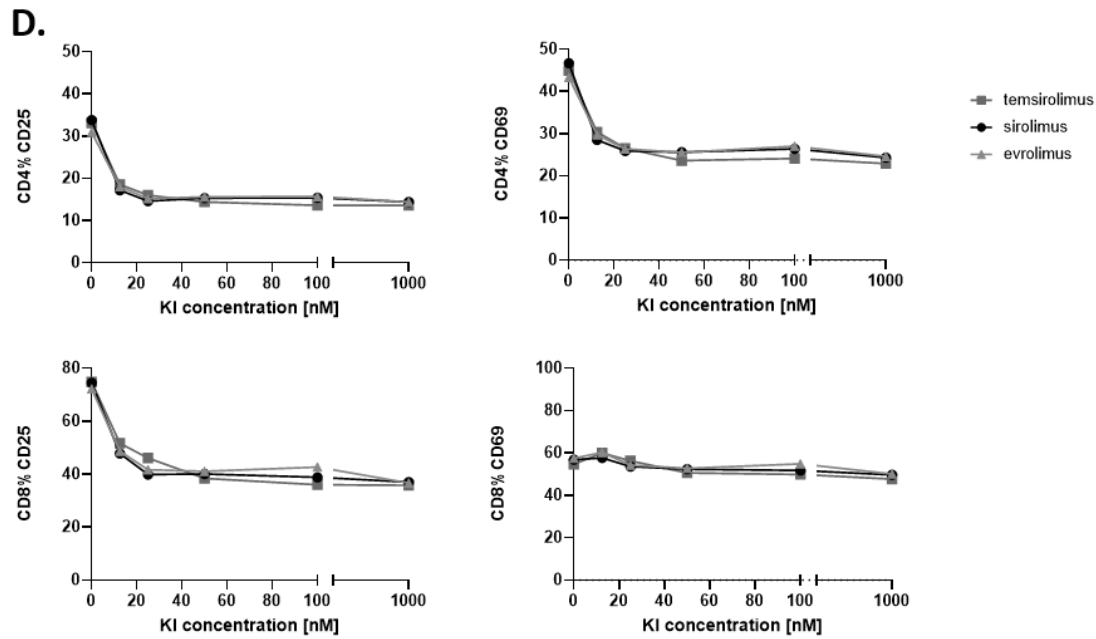 D.
50
40
30
20
10
0
CD4% CD25
0 20 40 60 80 100 1000
KI concentration [nM]
50
40
30
20
10
0
CD4% CD69
0 20 40 60 80 100 1000
KI concentration [nM]
temsirolimus
sirolimus
evrolimus
80
60
40
20
0
CD8% CD25
0 20 40 60 80 100 1000
KI concentration [nM]
100
80
60
40
20
0
CD8% CD69
0 20 40 60 80 100 1000
KI concentration [nM]